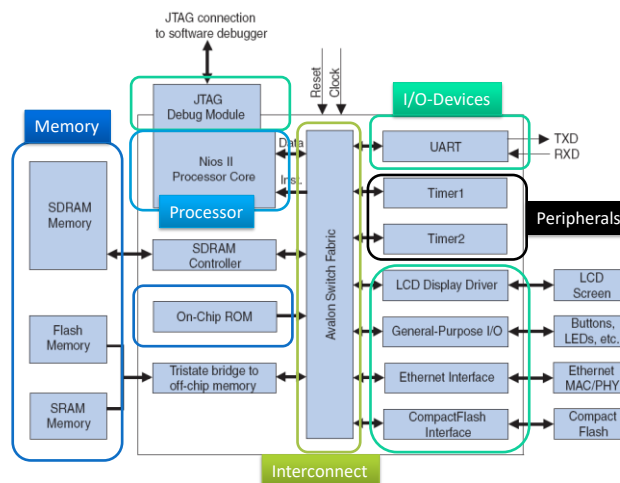 JTAG connection
to software debugger
Reset
Clock
JTAG
Debug Module
I/O-Devices
Memory
Data
UART
TXD
RXD
Nios II
Processor Core
Inst.
Processor
Timer1
Peripherals
SDRAM
Memory
SDRAM
Controller
Timer2
Avalon Switch Fabric
LCD Display Driver
LCD
Screen
On-Chip ROM
Flash
Memory
General-Purpose I/O
Buttons,
LEDs, etc.
Tristate bridge to
off-chip memory
Ethernet Interface
Ethernet
MAC/PHY
SRAM
Memory
CompactFlash
Interface
Compact
Flash
Interconnect